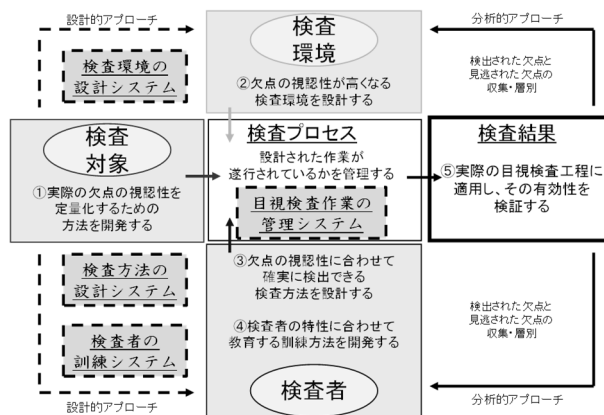 設計的アプローチ
検査
環境
分析的アプローチ
検査環境の
設計システム
②欠点の視認性が高くなる
検査環境を設計する
検出された欠点と
見逃された欠点の
収集・層別
検査
対象
①実際の欠点の視認性を
定量化するための
方法を開発する
検査プロセス
設計された作業が
遂行されているかを管理する
目視検査作業の
管理システム
検査結果
⑤実際の目視検査工程に
適用し、その有効性を
検証する
検査方法の
設計システム
③欠点の視認性に合わせて
確実に検出できる
検査方法を設計する
検出された欠点と
見逃された欠点の
収集・層別
検査者の
訓練システム
④検査者の特性に合わせて
教育する訓練方法を開発する
検査者
設計的アプローチ
分析的アプローチ